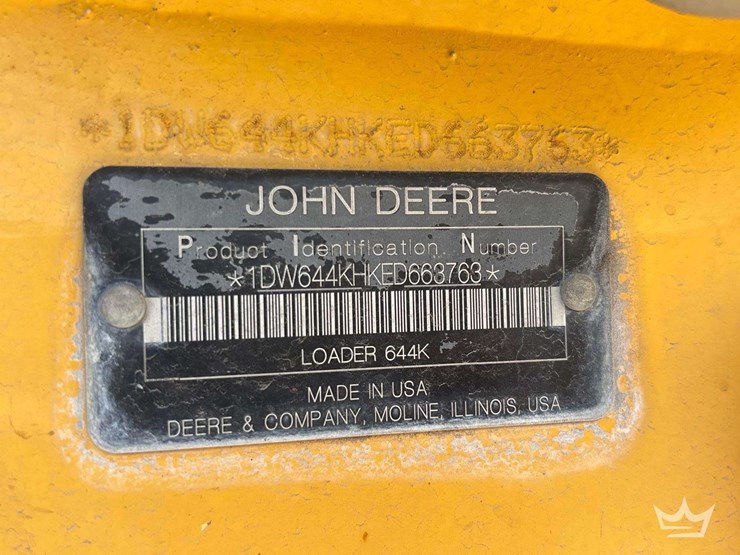 *1DW644KHKED663763*
JOHN DEERE
Product Identification Number
*1DW644KHKED663763*
LOADER 644K
MADE IN USA
DEERE & COMPANY, MOLINE, ILLINOIS, USA